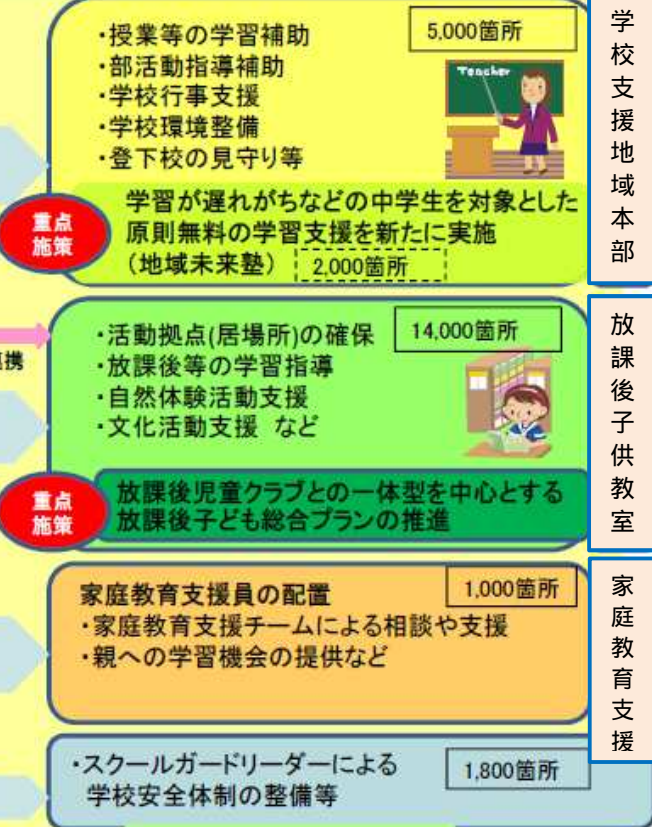 ・授業等の学習補助
5,000箇所
・部活動指導補助
・学校行事支援
・学校環境整備
・登下校の見守り等
Teacher
学校支援地域本部
重点
施策
学習が遅れがちなどの中学生を対象とした
原則無料の学習支援を新たに実施
(地域未来塾)
2,000箇所
・活動拠点(居場所)の確保
14,000箇所
・放課後等の学習指導
・自然体験活動支援
・文化活動支援 など
放課後子供教室
携
重点
施策
放課後児童クラブとの一体型を中心とする
放課後子ども総合プランの推進
家庭教育支援員の配置
1,000箇所
・家庭教育支援チームによる相談や支援
・親への学習機会の提供など
家庭教育支援
・スクールガードリーダーによる
学校安全体制の整備等
1,800箇所